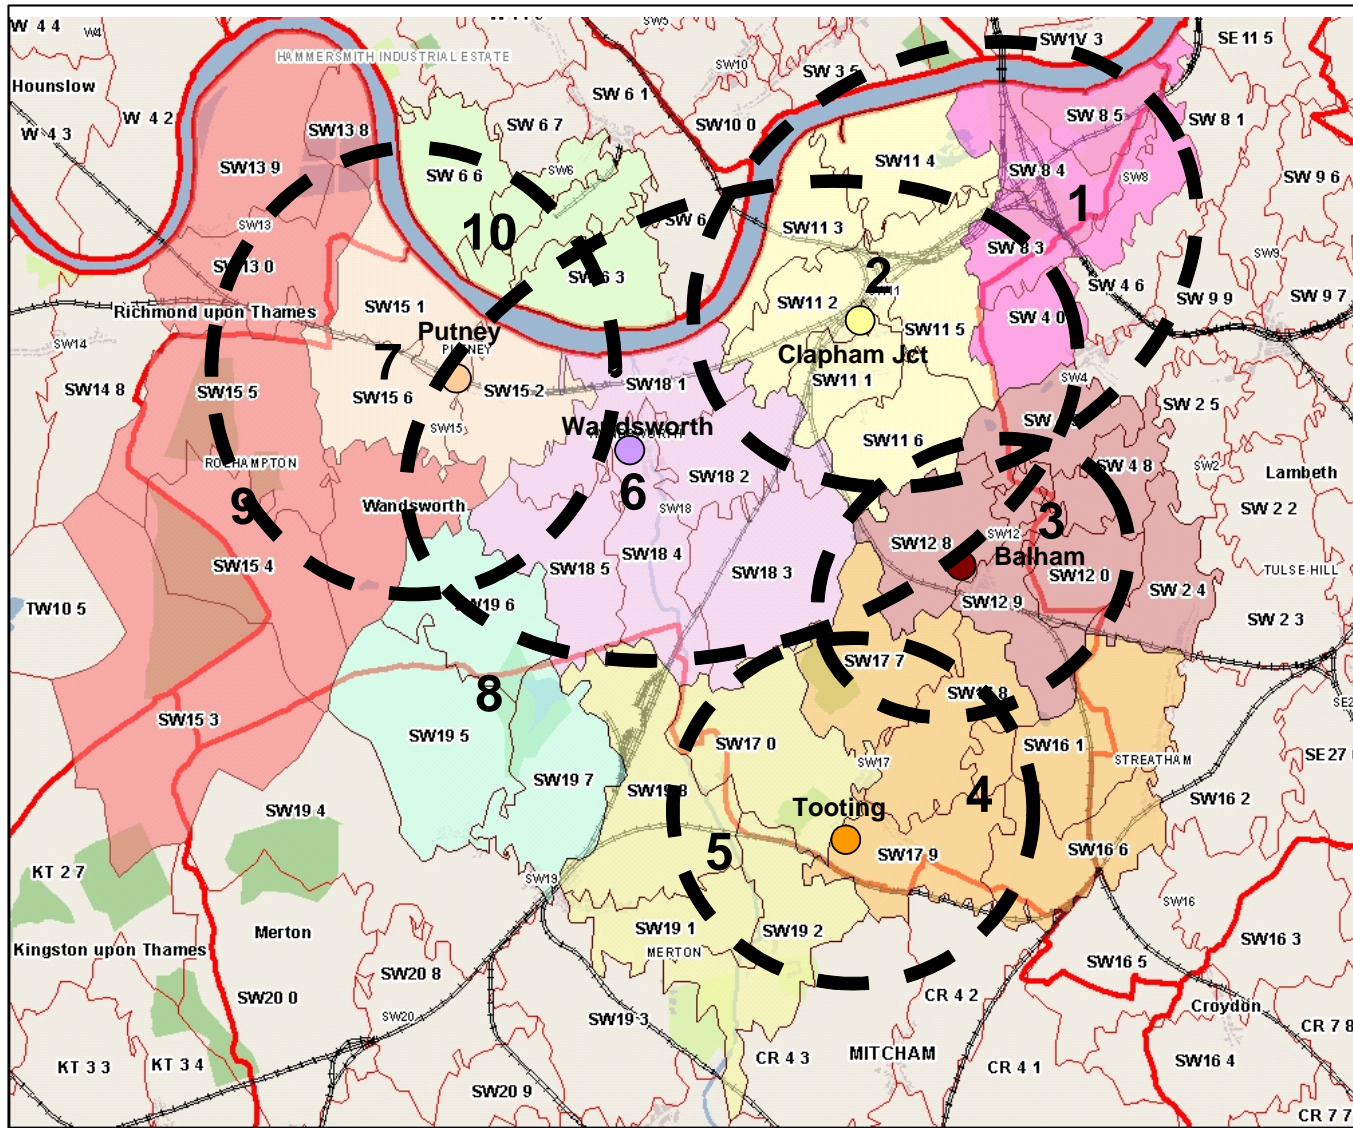 W 4 4
W4
SW5
SW1V 3
SE11 5
HAMMERSMITH INDUSTRIAL ESTATE
SW10
SW 3 5
Hounslow
SW 6 1
W 4 2
W 4 3
SW13 8
SW 6 7
SW10 0
SW 8 5
SW 8 1
SW13 9
SW 6 6
SW6
SW11 4
SW 8 4
SW8
SW 9 6
1
SW13
10
SW 6
SW11 3
SW 8 3
SW9
SW13 0
SW 6 3
2
SW 4 6
SW 9 9
SW 9 7
Richmond upon Thames
SW15 1
SW11 2
SW 4 0
SW14
Putney
PUTNEY
SW11 5
Clapham Jct
7
SW14 8
SW15 5
SW15 6
SW15 2
SW18 1
SW11 1
SW4
SW 2 5
SW15
Wandsworth
SW11 6
ROEHAMPTON
SW18 2
SW 4 8
SW2
Lambeth
6
9
Wandsworth
SW18
SW 2 2
3
SW12 8
SW12
Balham
SW15 4
SW18 5
SW18 4
SW18 3
SW12 0
TULSE HILL
SW12 9
SW 2 4
TW10 5
SW19 6
SW 2 3
SW17 7
8
SW15 3
SW19 5
SW17 0
SW16 1
SW17
STREATHAM
SE27
SW19 7
SW19 8
Tooting
4
SW16 2
SW19 4
5
SW17 9
SW16 6
KT 2 7
SW19
SW16
Merton
SW19 1
SW19 2
SW16 3
Kingston upon Thames
MERTON
SW20 8
SW16 5
SW20 0
CR 4 2
Croydon
SW20
SW19 3
CR 7 8
KT 3 3
KT 3 4
CR 4 3
MITCHAM
CR 4 1
SW16 4
SW20 9
CR 7 7